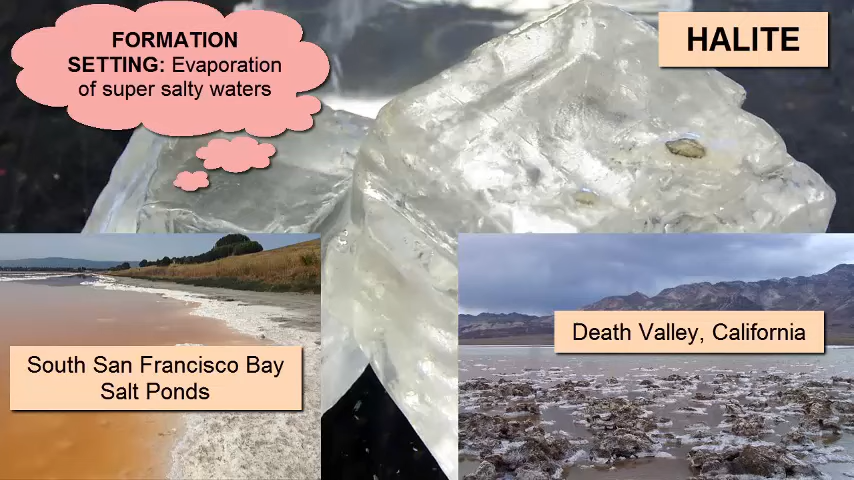 FORMATION
SETTING: Evaporation
of super salty waters
HALITE
Death Valley, California
South San Francisco Bay
Salt Ponds